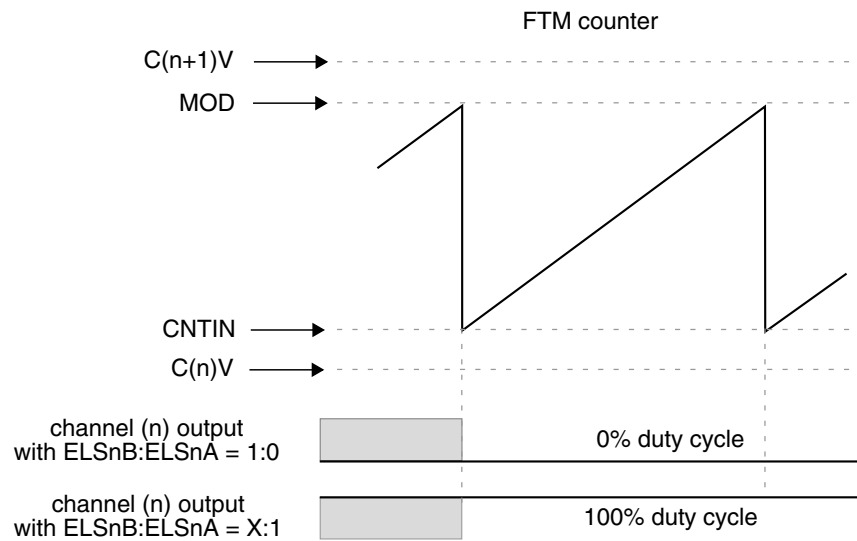 FTM counter
C(n+1)V
MOD
CNTIN
C(n)V
channel (n) output
with ELSnB:ELSnA = 1:0
0% duty cycle
channel (n) output
with ELSnB:ELSnA = X:1
100% duty cycle